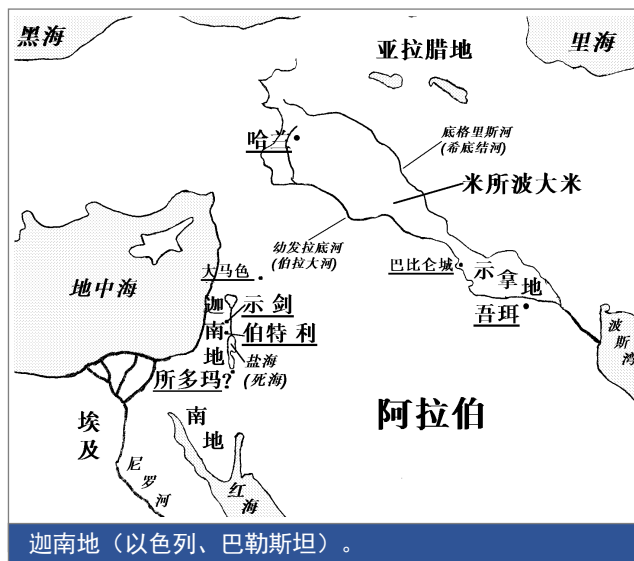 黑海
亚拉腊地
里海
哈兰
底格里斯河
(希底结河)
米所波大米
幼发拉底河
(伯拉大河)
大马色
巴比仑城
示拿地
地中海
迦南地
示剑
伯特利
吾珥
波斯湾
盐海
(死海)
所多玛?
阿拉伯
埃及
南地
尼罗河
红海
迦南地（以色列、巴勒斯坦）。